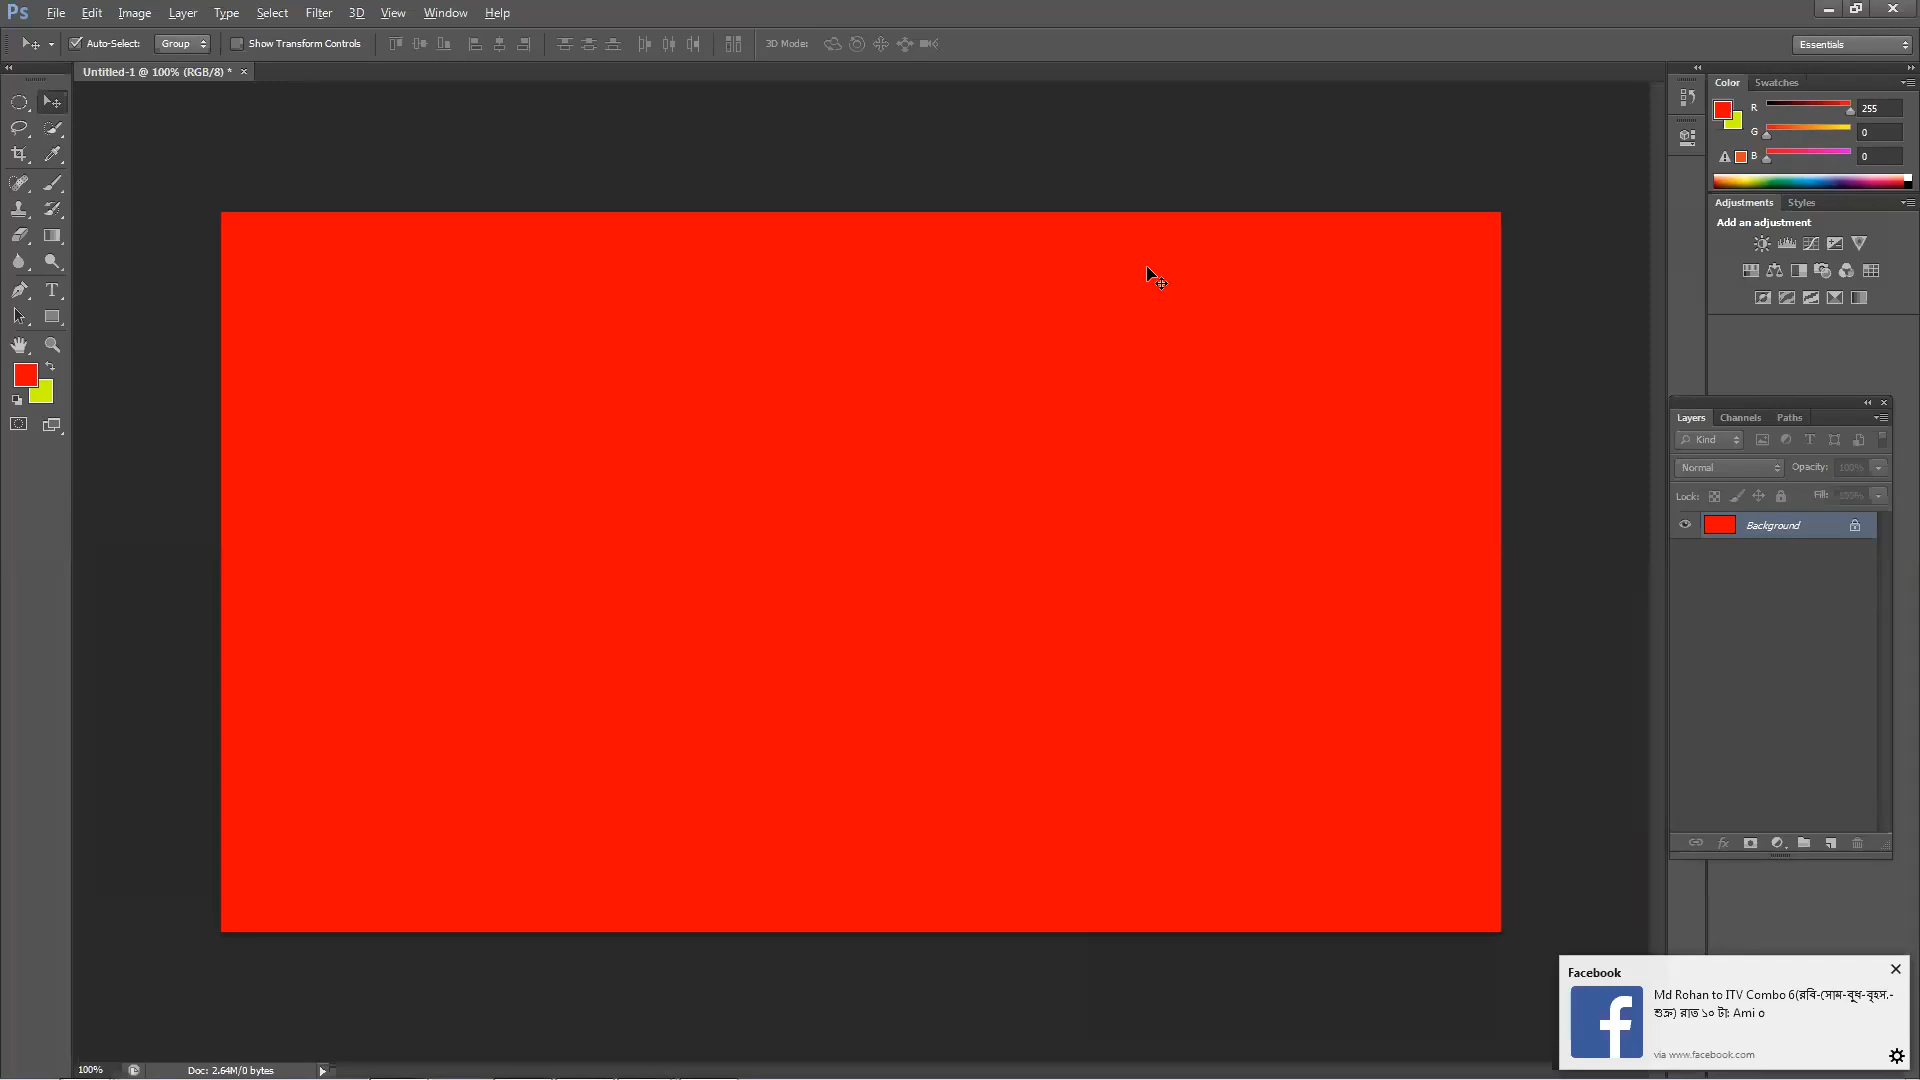 Ps File Edit Image Layer Type Select Filter 3D View Window Help
Auto-Select: Group Show Transform Controls 3D Mode: Essentials
Untitled-1 @ 100% (RGB/8) * ×
Color Swatches
R 255
G 0
B 0
Adjustments Styles
Add an adjustment
Layers Channels Paths
Kind
Normal Opacity: 100%
Lock: Fill: 100%
Background
100% Doc: 2.64M/0 bytes
Facebook
Md Rohan to ITV Combo 6(রবি-সোম-বুধ-বৃহস.-
শুক্র) রাত ১০ টা: Ami o
via www.facebook.com